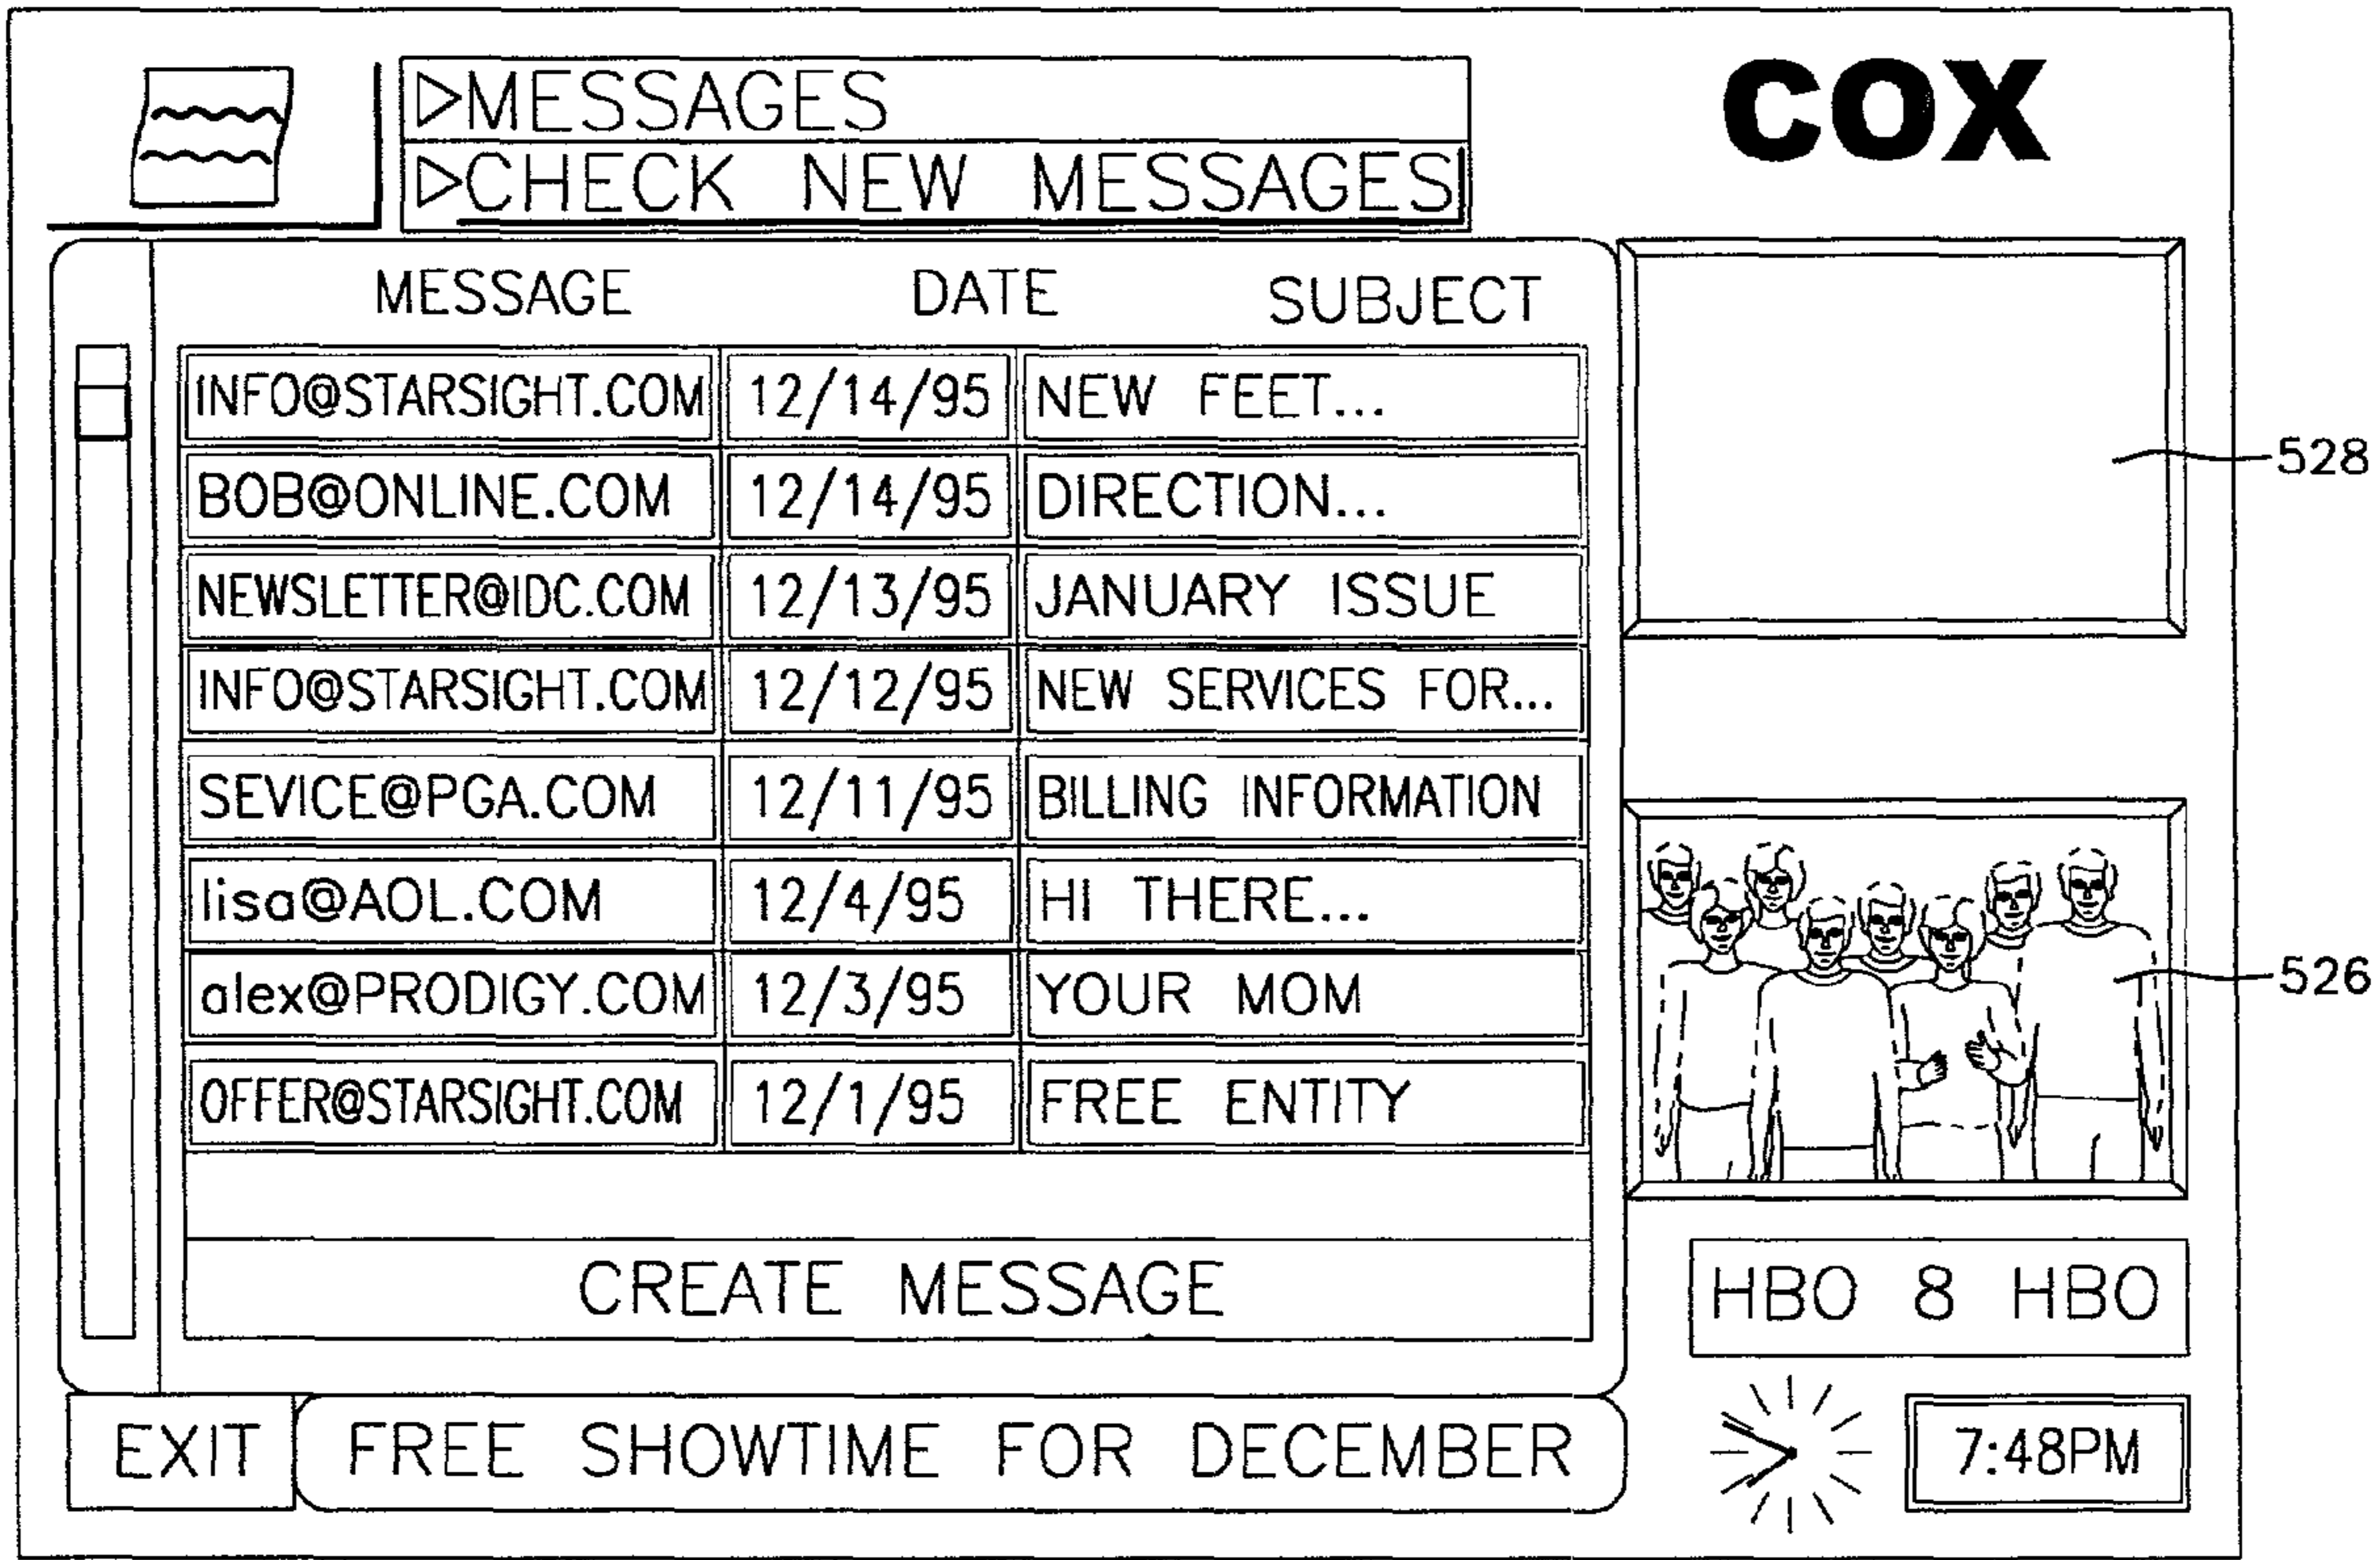 ▷MESSAGES
▷CHECK NEW MESSAGES
COX
MESSAGE DATE SUBJECT
INFO@STARSIGHT.COM 12/14/95 NEW FEET...
BOB@ONLINE.COM 12/14/95 DIRECTION...
NEWSLETTER@IDC.COM 12/13/95 JANUARY ISSUE
INFO@STARSIGHT.COM 12/12/95 NEW SERVICES FOR...
SEVICE@PGA.COM 12/11/95 BILLING INFORMATION
lisa@AOL.COM 12/4/95 HI THERE...
alex@PRODIGY.COM 12/3/95 YOUR MOM
OFFER@STARSIGHT.COM 12/1/95 FREE ENTITY
CREATE MESSAGE
528
526
HBO 8 HBO
EXIT FREE SHOWTIME FOR DECEMBER
7:48PM